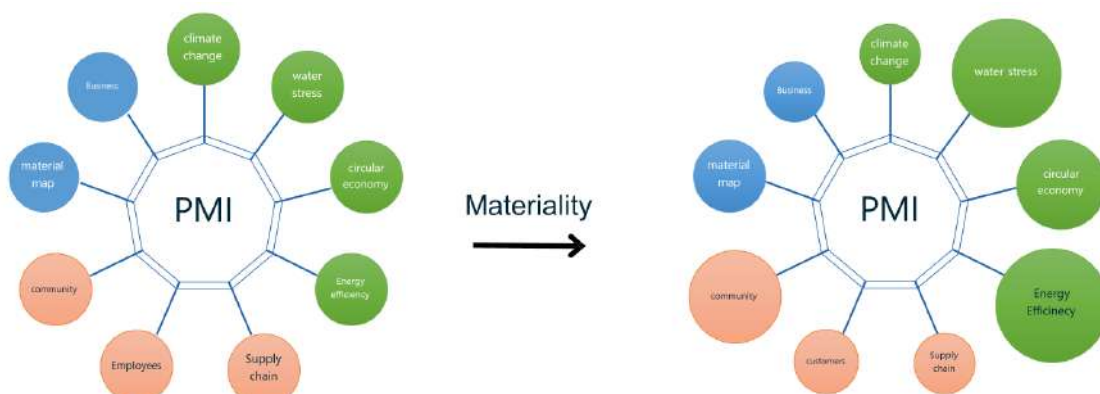 climate
change
Business
water
stress
material
map
PMI
circular
economy
community
Energy
efficiency
Employees
Supply
chain
Materiality
climate
change
water stress
Business
material
map
PMI
circular
economy
community
Energy
Efficinecy
customers
Supply
chain